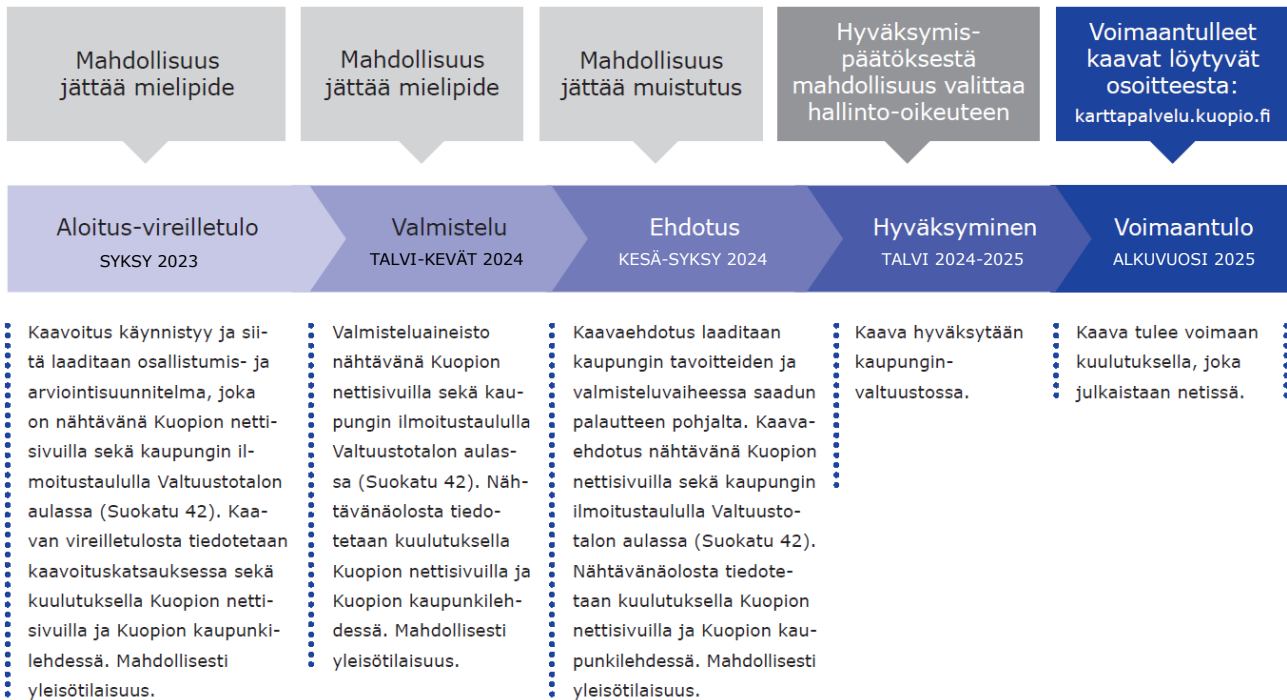 Mahdollisuus
jättää mielipide
Mahdollisuus
jättää mielipide
Mahdollisuus
jättää muistutus
Hyväksymis-
päätöksestä
mahdollisuus valittaa
hallinto-oikeuteen
Voimaantulleet
kaavat löytyvät
osoitteesta:
karttapalvelu.kuopio.fi
Aloitus-vireilletulo
SYKSY 2023
Valmistelu
TALVI-KEVÄT 2024
Ehdotus
KESÄ-SYKSY 2024
Hyväksyminen
TALVI 2024-2025
Voimaantulo
ALKUVUOSI 2025
Kaavoitus käynnistyy ja sii-
tä laaditaan osallistumis- ja
arviointisuunnitelma, joka
on nähtävänä Kuopion netti-
sivuilla sekä kaupungin il-
moitustaululla Valtuustotalon
aulassa (Suokatu 42). Kaa-
van vireilletulosta tiedotetaan
kaavoituskatsauksessa sekä
kuulutuksella Kuopion netti-
sivuilla ja Kuopion kaupunki-
lehdessä. Mahdollisesti
yleisötilaisuus.
Valmisteluaineisto
nähtävänä Kuopion
nettisivuilla sekä kau-
pungin ilmoitustaululla
Valtuustotalon aulas-
sa (Suokatu 42). Näh-
tävänäolosta tiedo-
tetaan kuulutuksella
Kuopion nettisivuilla ja
Kuopion kaupunkileh-
dessä. Mahdollisesti
yleisötilaisuus.
Kaavaehdotus laaditaan
kaupungin tavoitteiden ja
valmisteluvaiheessa saadun
palautteen pohjalta. Kaava-
ehdotus nähtävänä Kuopion
nettisivuilla sekä kaupungin
ilmoitustaululla Valtuusto-
talon aulassa (Suokatu 42).
Nähtävänäolosta tiedote-
taan kuulutuksella Kuopion
nettisivuilla ja Kuopion kau-
punkilehdessä. Mahdollisesti
yleisötilaisuus.
Kaava hyväksytään
kaupungin-
valtuustossa.
Kaava tulee voimaan
kuulutuksella, joka
julkaistaan netissä.